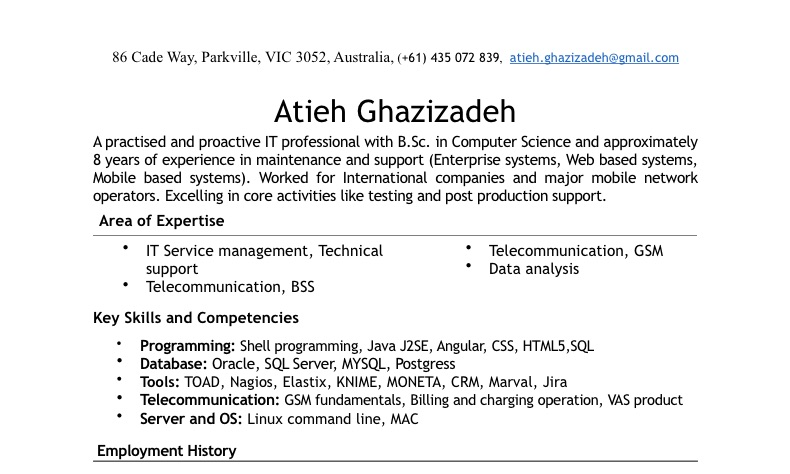 86 Cade Way, Parkville, VIC 3052, Australia, (+61) 435 072 839, atieh.ghazizadeh@gmail.com
Atieh Ghazizadeh
A practised and proactive IT professional with B.Sc. in Computer Science and approximately
8 years of experience in maintenance and support (Enterprise systems, Web based systems,
Mobile based systems). Worked for International companies and major mobile network
operators. Excelling in core activities like testing and post production support.
Area of Expertise
• IT Service management, Technical
support
• Telecommunication, BSS
• Telecommunication, GSM
• Data analysis
Key Skills and Competencies
• Programming: Shell programming, Java J2SE, Angular, CSS, HTML5,SQL
• Database: Oracle, SQL Server, MYSQL, Postgress
• Tools: TOAD, Nagios, Elastix, KNIME, MONETA, CRM, Marval, Jira
• Telecommunication: GSM fundamentals, Billing and charging operation, VAS product
• Server and OS: Linux command line, MAC
Employment History